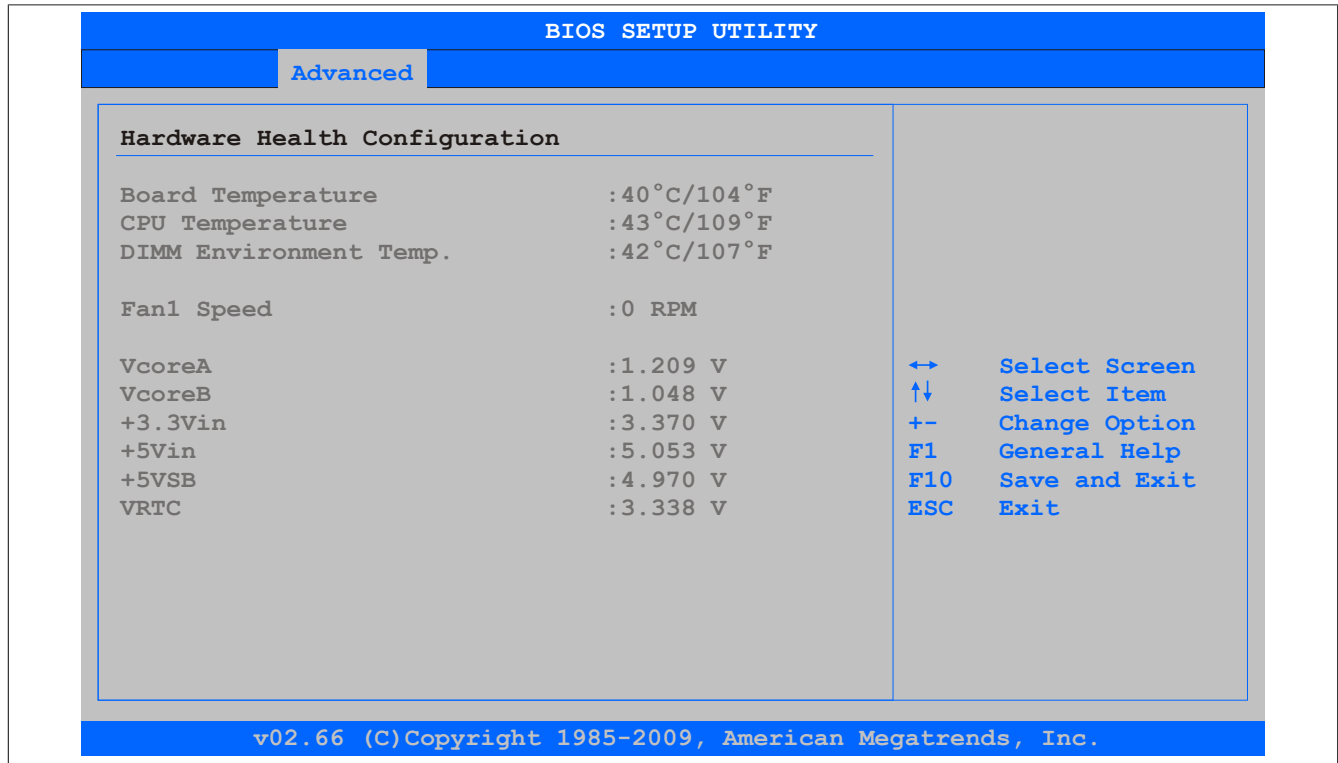 BIOS SETUP UTILITY
Advanced
Hardware Health Configuration
Board Temperature :40°C/104°F
CPU Temperature :43°C/109°F
DIMM Environment Temp. :42°C/107°F
Fan1 Speed :0 RPM
VcoreA :1.209 V
VcoreB :1.048 V
+3.3Vin :3.370 V
+5Vin :5.053 V
+5VSB :4.970 V
VRTC :3.338 V
↔ Select Screen
↑↓ Select Item
+- Change Option
F1 General Help
F10 Save and Exit
ESC Exit
v02.66 (C)Copyright 1985-2009, American Megatrends, Inc.